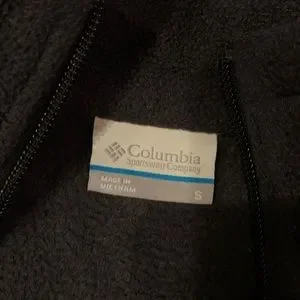 Columbia
Sportswear Company
MADE IN
VIETNAM
S